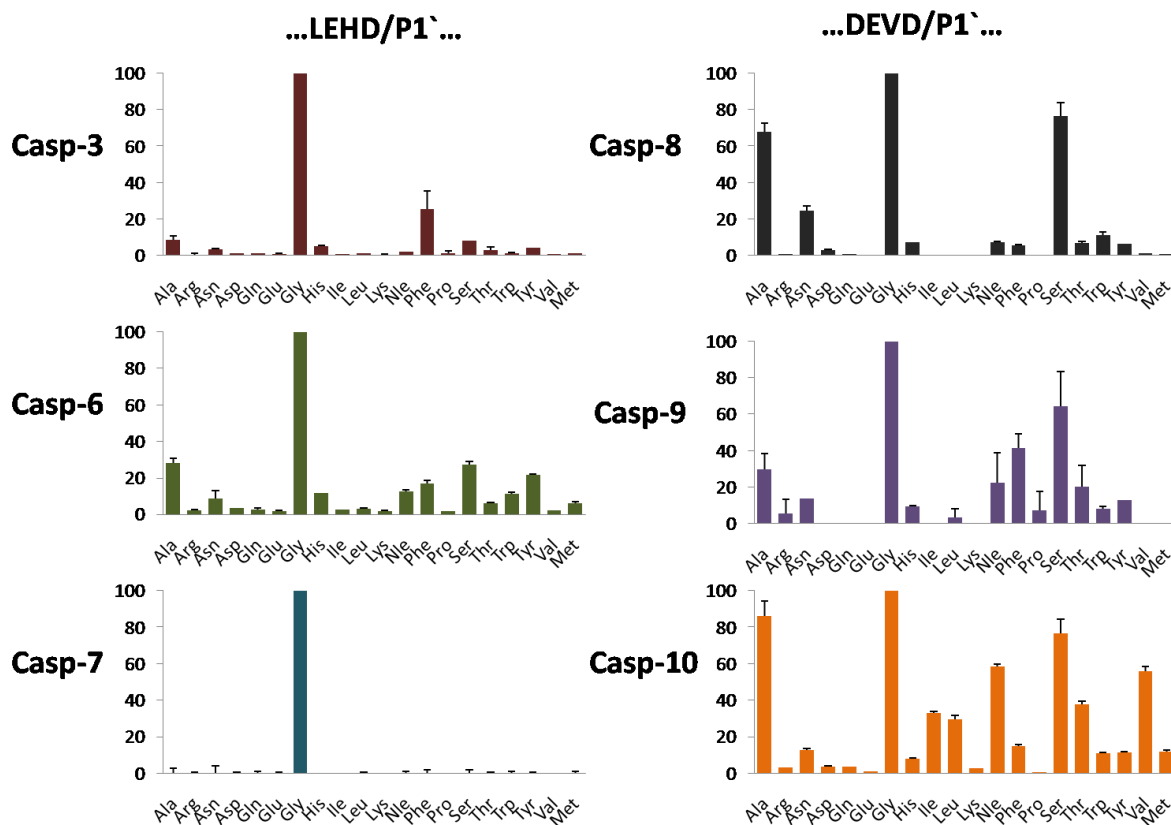 ...LEHD/P1`...
Casp-3
100
80
60
40
20
0
Ala Arg Asn Asp Gln Glu Gly His Ile Leu Lys Nle Phe Pro Ser Thr Trp Tyr Val Met
Casp-6
100
80
60
40
20
0
Ala Arg Asn Asp Gln Glu Gly His Ile Leu Lys Nle Phe Pro Ser Thr Trp Tyr Val Met
Casp-7
100
80
60
40
20
0
Ala Arg Asn Asp Gln Glu Gly His Ile Leu Lys Nle Phe Pro Ser Thr Trp Tyr Val Met
...DEVD/P1`...
Casp-8
100
80
60
40
20
0
Ala Arg Asn Asp Gln Glu Gly His Ile Leu Lys Nle Phe Pro Ser Thr Trp Tyr Val Met
Casp-9
100
80
60
40
20
0
Ala Arg Asn Asp Gln Glu Gly His Ile Leu Lys Nle Phe Pro Ser Thr Trp Tyr Val Met
Casp-10
100
80
60
40
20
0
Ala Arg Asn Asp Gln Glu Gly His Ile Leu Lys Nle Phe Pro Ser Thr Trp Tyr Val Met